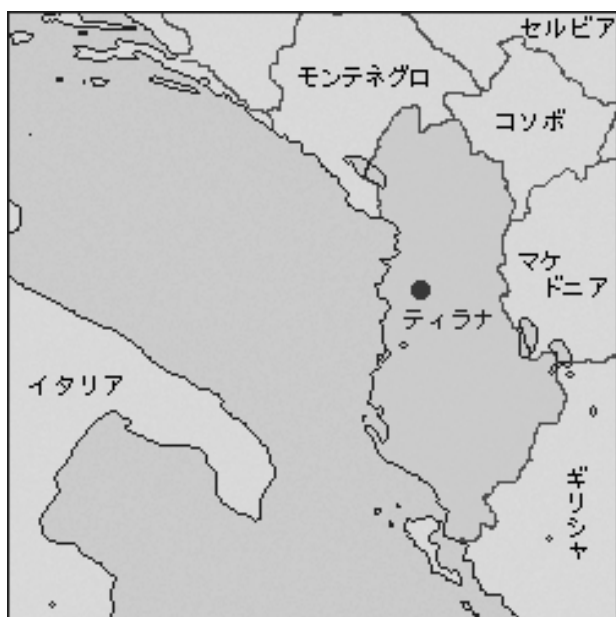 セルビア
モンテネグロ
コソボ
マケ
ドニア
ティラナ
イタリア
ギリシャ